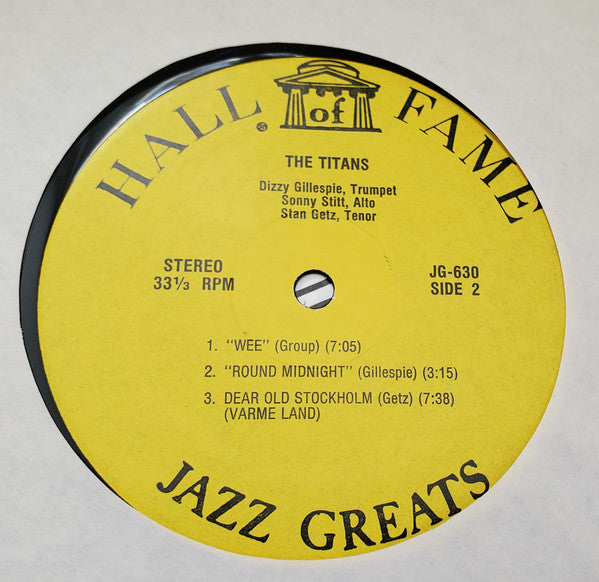 HALL of FAME
THE TITANS
Dizzy Gillespie, Trumpet
Sonny Stitt, Alto
Stan Getz, Tenor
STEREO
33⅓ RPM
JG-630
SIDE 2
1. "WEE" (Group) (7:05)
2. "ROUND MIDNIGHT" (Gillespie) (3:15)
3. DEAR OLD STOCKHOLM (Getz) (7:38)
(VARME LAND)
JAZZ GREATS